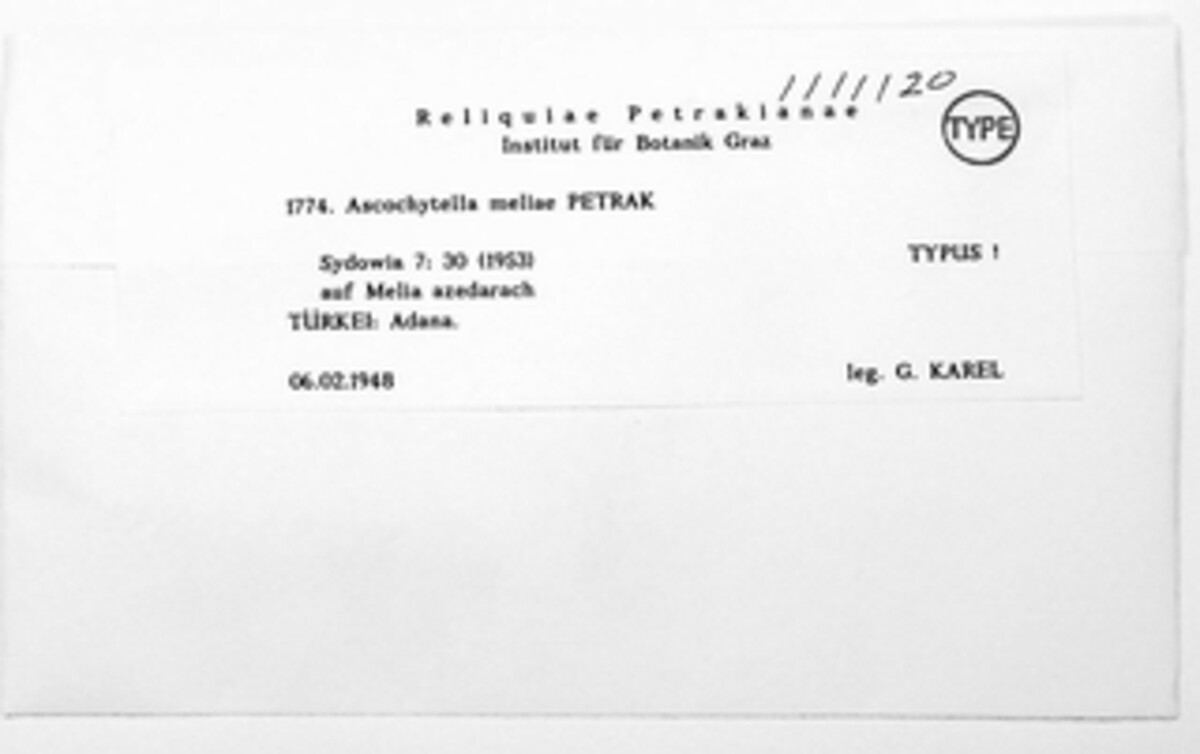 1111120
Reliquiae Petrakianae
TYPE
Institut für Botanik Graz
1774. Ascochytella meliae PETRAK
Sydowia 7: 30 (1953)
TYPUS !
auf Melia azedarach
TÜRKEI: Adana.
06.02.1948
leg. G. KAREL